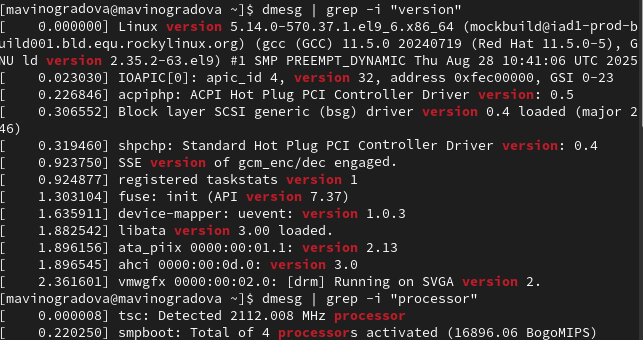 [mavinogradova@mavinogradova ~]$ dmesg | grep -i "version"
[    0.000000] Linux version 5.14.0-570.37.1.el9_6.x86_64 (mockbuild@iad1-prod-b
uild001.bld.equ.rockylinux.org) (gcc (GCC) 11.5.0 20240719 (Red Hat 11.5.0-5), G
NU ld version 2.35.2-63.el9) #1 SMP PREEMPT_DYNAMIC Thu Aug 28 10:41:06 UTC 2025
[    0.023030] IOAPIC[0]: apic_id 4, version 32, address 0xfec00000, GSI 0-23
[    0.226846] acpiphp: ACPI Hot Plug PCI Controller Driver version: 0.5
[    0.306552] Block layer SCSI generic (bsg) driver version 0.4 loaded (major 2
46)
[    0.319460] shpchp: Standard Hot Plug PCI Controller Driver version: 0.4
[    0.923750] SSE version of gcm_enc/dec engaged.
[    0.924877] registered taskstats version 1
[    1.303104] fuse: init (API version 7.37)
[    1.635911] device-mapper: uevent: version 1.0.3
[    1.882542] libata version 3.00 loaded.
[    1.896156] ata_piix 0000:00:01.1: version 2.13
[    1.896545] ahci 0000:00:0d.0: version 3.0
[    2.361601] vmwgfx 0000:00:02.0: [drm] Running on SVGA version 2.
[mavinogradova@mavinogradova ~]$ dmesg | grep -i "processor"
[    0.000008] tsc: Detected 2112.008 MHz processor
[    0.220250] smpboot: Total of 4 processors activated (16896.06 BogoMIPS)